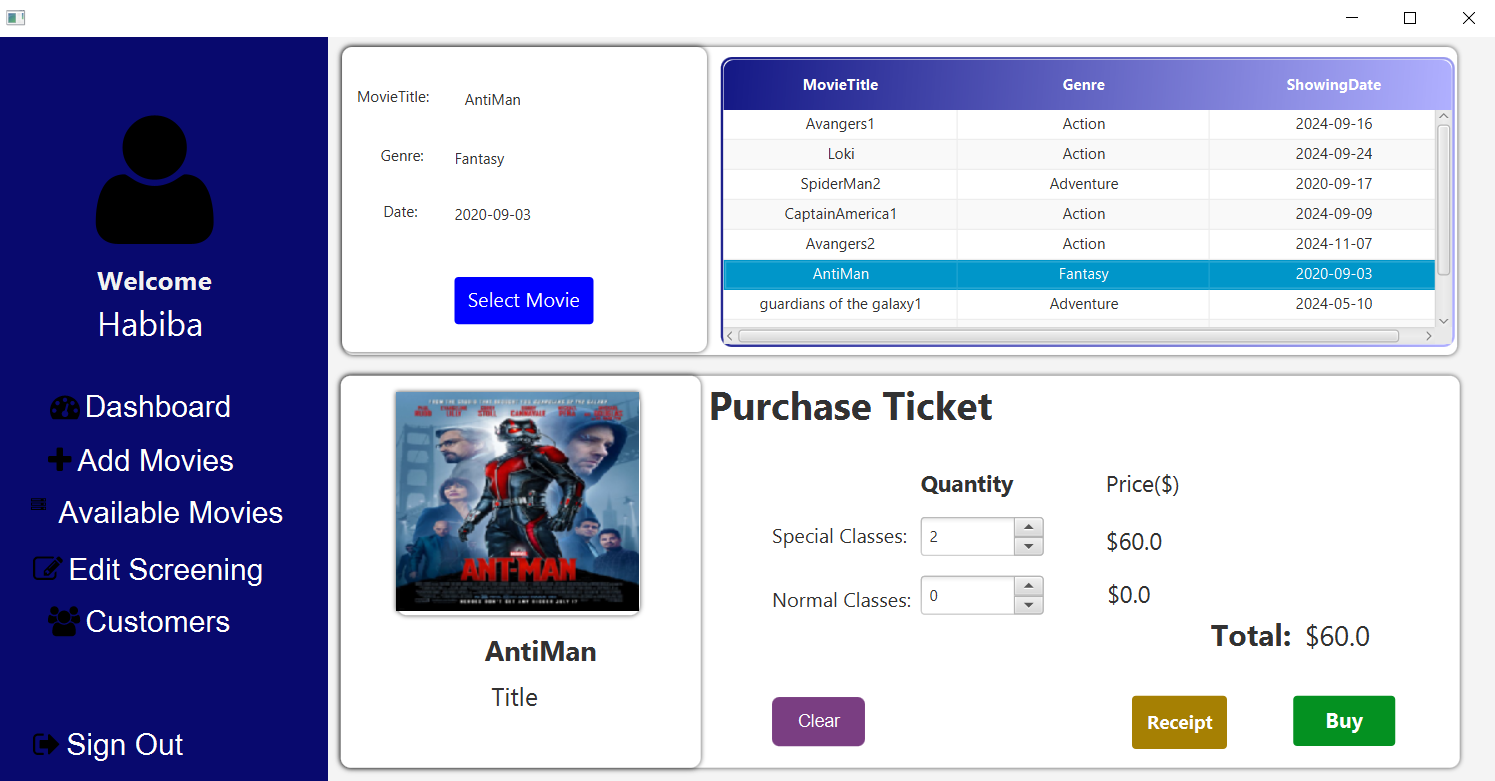 Welcome
Habiba
Dashboard
Add Movies
Available Movies
Edit Screening
Customers
Sign Out
MovieTitle: AntiMan
Genre: Fantasy
Date: 2020-09-03
Select Movie
MovieTitle Genre ShowingDate
Avangers1 Action 2024-09-16
Loki Action 2024-09-24
SpiderMan2 Adventure 2020-09-17
CaptainAmerica1 Action 2024-09-09
Avangers2 Action 2024-11-07
AntiMan Fantasy 2020-09-03
guardians of the galaxy1 Adventure 2024-05-10
ANT-MAN
AntiMan
Title
Purchase Ticket
Quantity Price($)
Special Classes: 2 $60.0
Normal Classes: 0 $0.0
Total: $60.0
Clear Receipt Buy